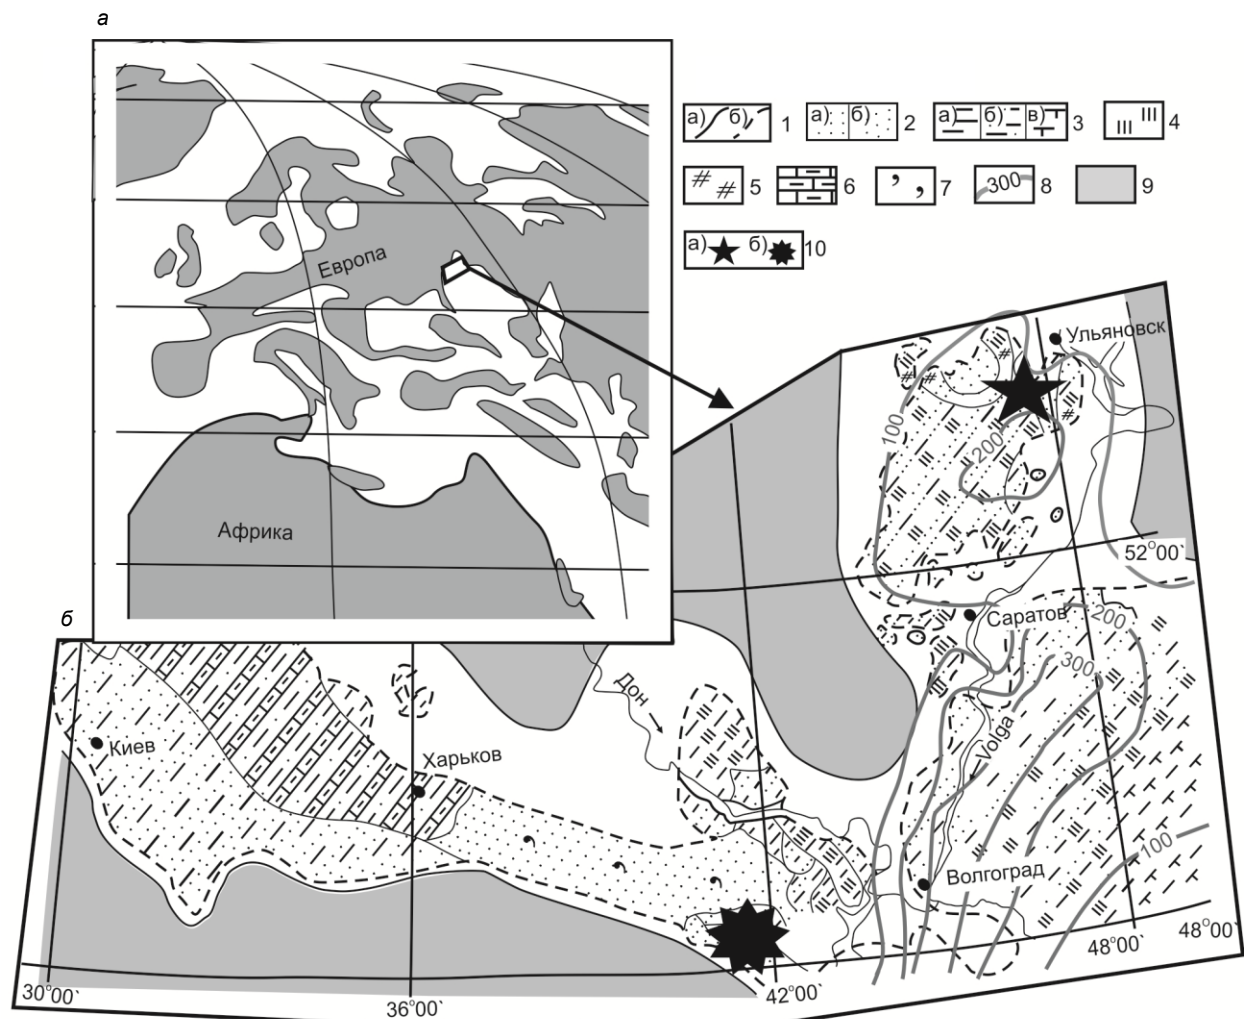 а
Европа
Африка
а) б) 1
а) б) 2
а) б) в) 3
4
5
6
7
300 8
9
а) б) 10
б
Ульяновск
100
200
52°00`
Саратов
200
300
Дон
Volga
Киев
Харьков
Волгоград
100
30°00`
36°00`
42°00`
48°00`
48°00`